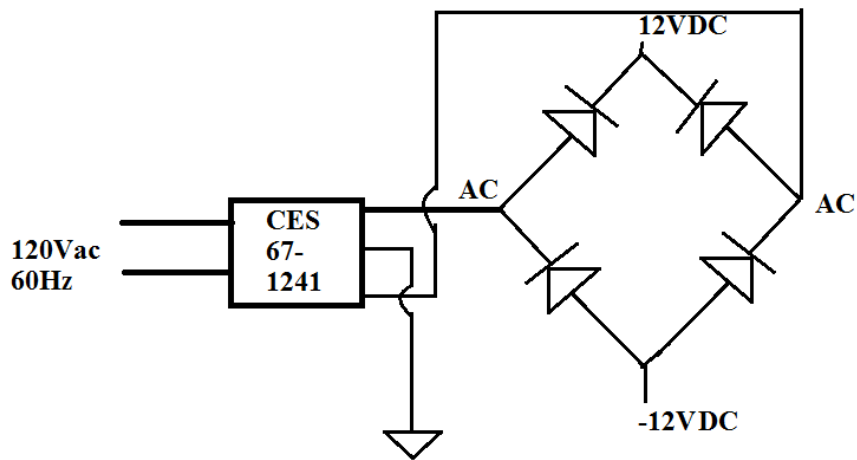 12VDC
AC
AC
CES
67-
1241
120Vac
60Hz
-12VDC